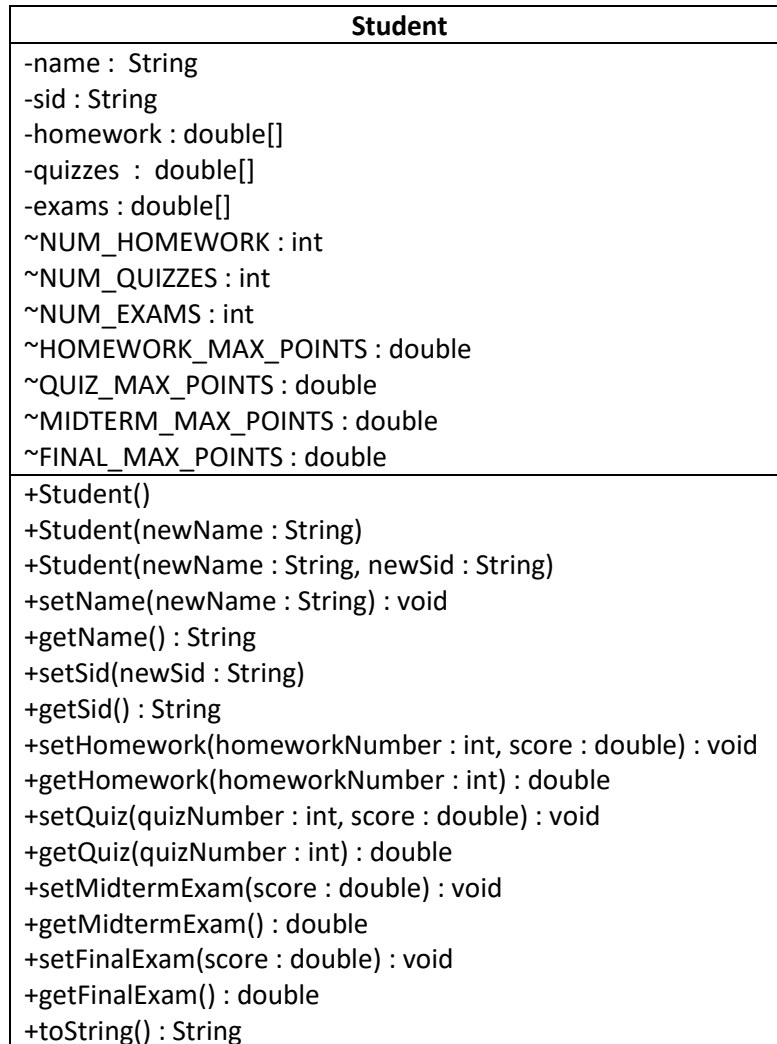 Student
-name : String
-sid : String
-homework : double[]
-quizzes : double[]
-exams : double[]
~NUM_HOMEWORK : int
~NUM_QUIZZES : int
~NUM_EXAMS : int
~HOMEWORK_MAX_POINTS : double
~QUIZ_MAX_POINTS : double
~MIDTERM_MAX_POINTS : double
~FINAL_MAX_POINTS : double
+Student()
+Student(newName : String)
+Student(newName : String, newSid : String)
+setName(newName : String) : void
+getName() : String
+setSid(newSid : String)
+getSid() : String
+setHomework(homeworkNumber : int, score : double) : void
+getHomework(homeworkNumber : int) : double
+setQuiz(quizNumber : int, score : double) : void
+getQuiz(quizNumber : int) : double
+setMidtermExam(score : double) : void
+getMidtermExam() : double
+setFinalExam(score : double) : void
+getFinalExam() : double
+toString() : String